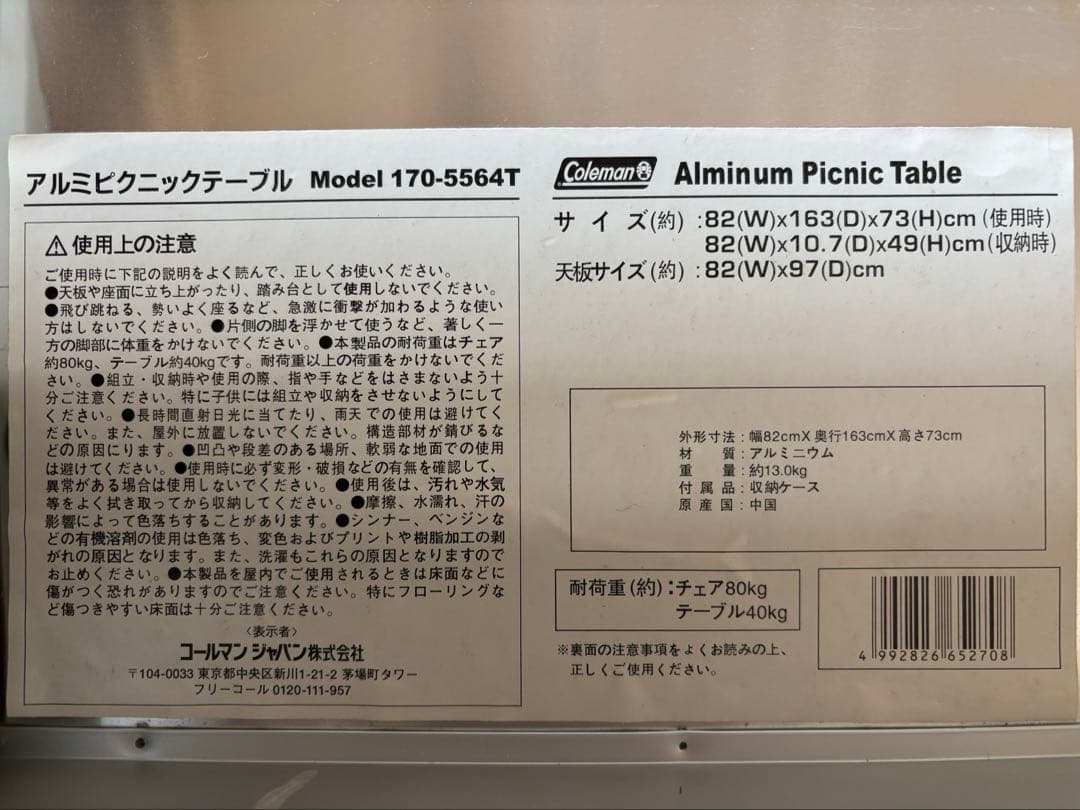 アルミピクニックテーブル Model 170-5564T
⚠使用上の注意
ご使用時に下記の説明をよく読んで、正しくお使いください。
●天板や座面に立ち上がったり、踏み台として使用しないでください。
●飛び跳ねる、勢いよく座るなど、急激に衝撃が加わるような使い
方はしないでください。●片側の脚を浮かせて使うなど、著しく一
方の脚部に体重をかけないでください。●本製品の耐荷重はチェア
約80kg、テーブル約40kgです。耐荷重以上の荷重をかけないでくだ
さい。●組立・収納時や使用の際、指や手などをはさまないよう十
分ご注意ください。特に子供には組立や収納をさせないようにして
ください。●長時間直射日光に当てたり、雨天での使用は避けてく
ださい。また、屋外に放置しないでください。構造部材が錆びるな
どの原因にります。●凹凸や段差のある場所、軟弱な地面での使用
は避けてください。●使用時に必ず変形・破損などの有無を確認して、
異常がある場合は使用しないでください。●使用後は、汚れや水気
等をよく拭き取ってから収納してください。●摩擦、水濡れ、汗の
影響によって色落ちすることがあります。●シンナー、ベンジンな
どの有機溶剤の使用は色落ち、変色およびプリントや樹脂加工の剥
がれの原因となります。また、洗濯もこれらの原因となりますので
お止めください。●本製品を屋内でご使用されるときは床面などに
傷がつく恐れがありますのでご注意ください。特にフローリングな
ど傷つきやすい床面は十分ご注意ください。
〈表示者〉
コールマン ジャパン株式会社
〒104-0033 東京都中央区新川1-21-2 茅場町タワー
フリーコール 0120-111-957
Coleman Alminum Picnic Table
サイズ(約) : 82(W)x163(D)x73(H)cm (使用時)
82(W)x10.7(D)x49(H)cm (収納時)
天板サイズ(約) : 82(W)x97(D)cm
外形寸法 : 幅82cmX 奥行163cmX 高さ73cm
材質 : アルミニウム
重量 : 約13.0kg
付属品 : 収納ケース
原産国 : 中国
耐荷重(約) : チェア80kg
テーブル40kg
※裏面の注意事項をよくお読みの上、
正しくご使用ください。
4 992826 652708